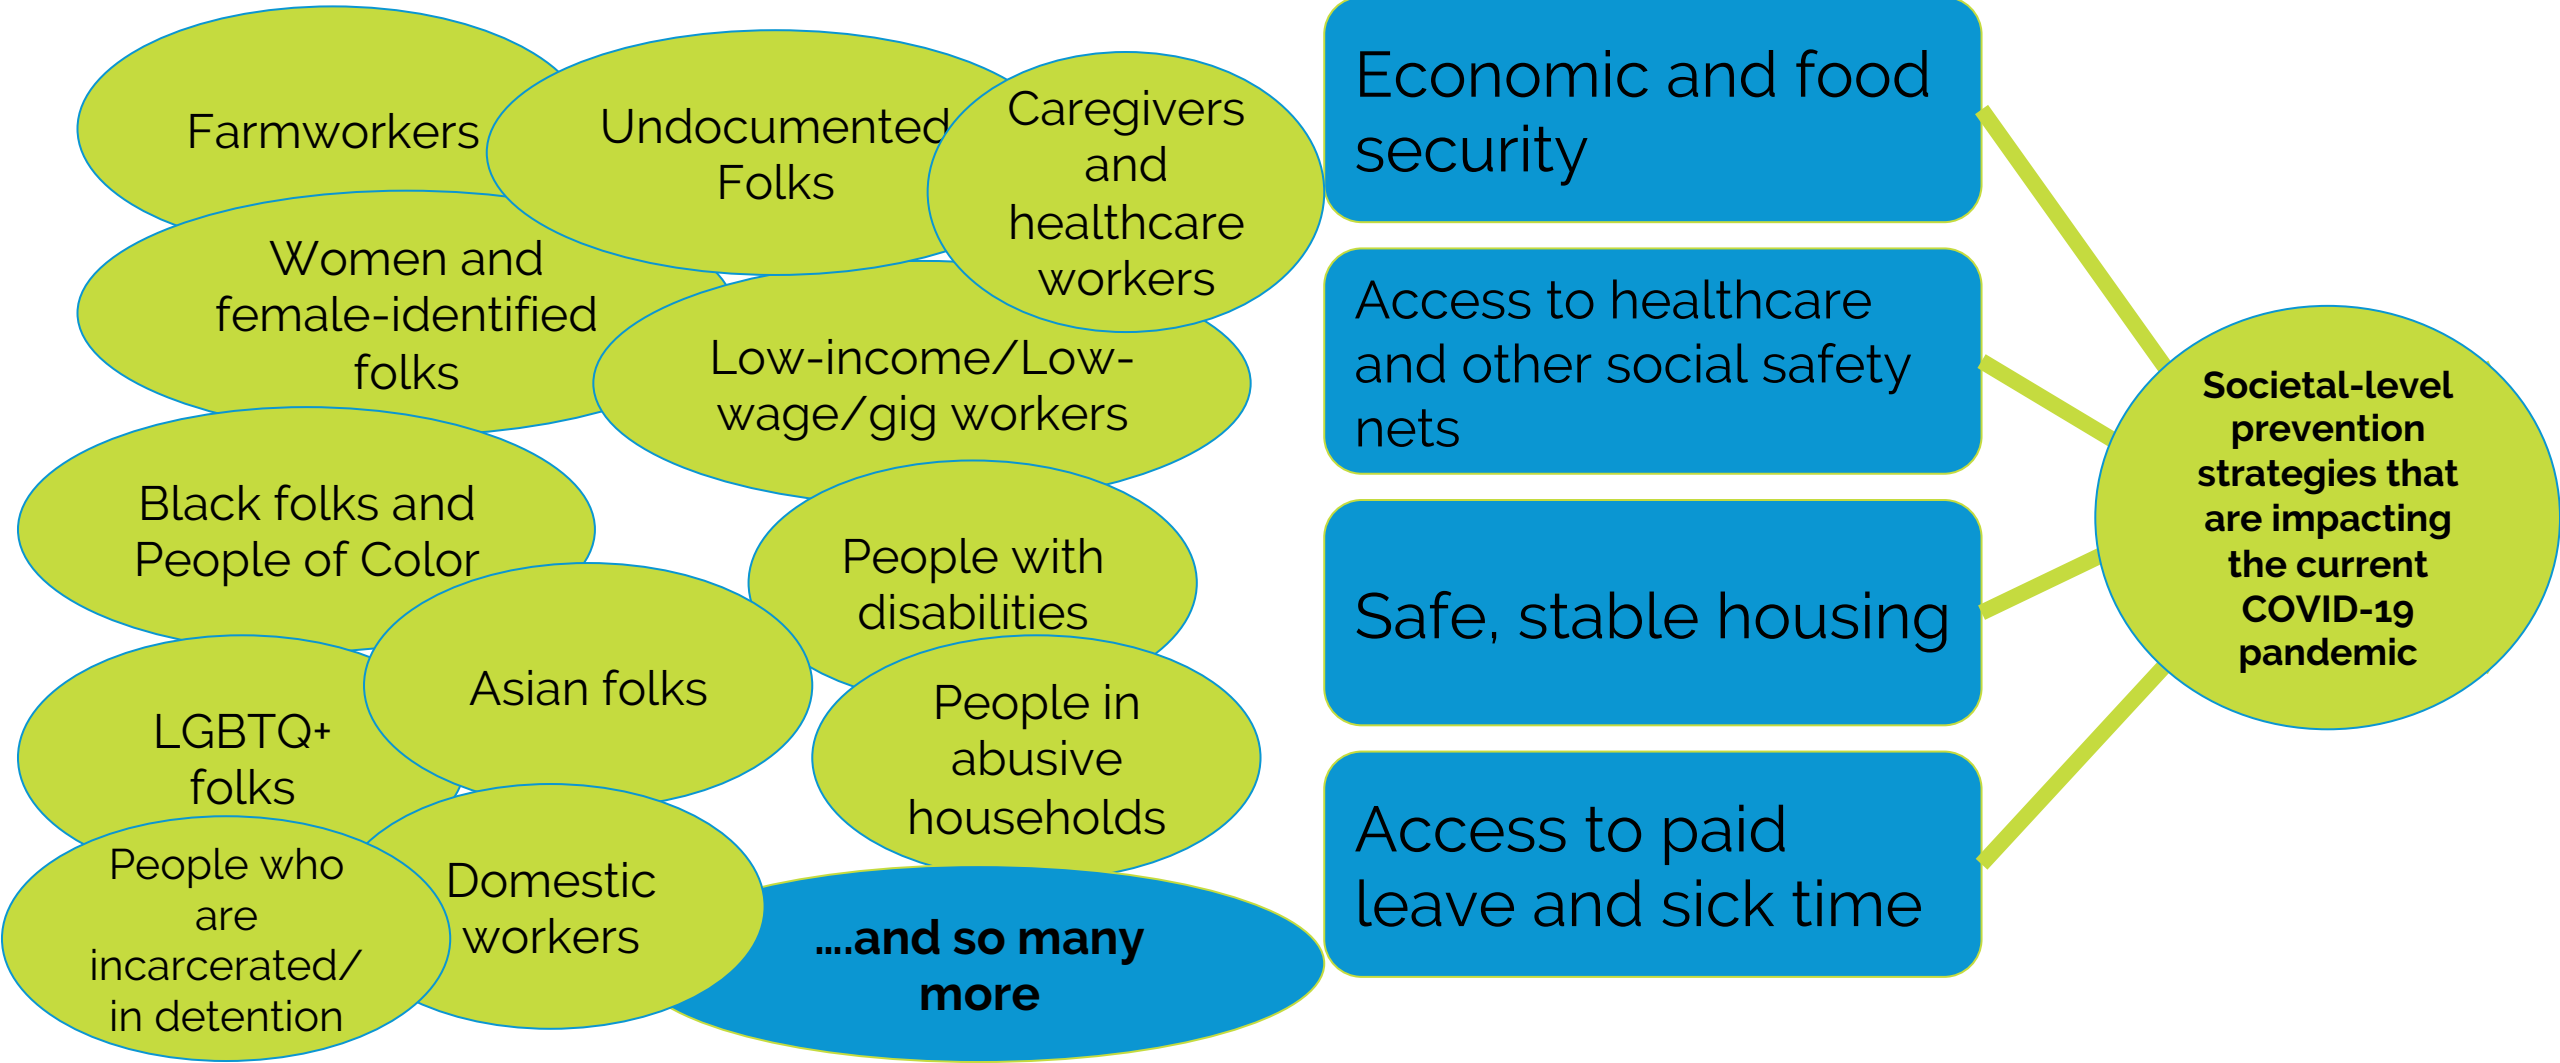 Farmworkers
Undocumented
Folks
Caregivers
and
healthcare
workers
Women and
female-identified
folks
Low-income/Low-
wage/gig workers
Black folks and
People of Color
People with
disabilities
Asian folks
LGBTQ+
folks
People in
abusive
households
People who
are
incarcerated/
in detention
Domestic
workers
....and so many
more
Economic and food
security
Access to healthcare
and other social safety
nets
Safe, stable housing
Access to paid
leave and sick time
Societal-level
prevention
strategies that
are impacting
the current
COVID-19
pandemic